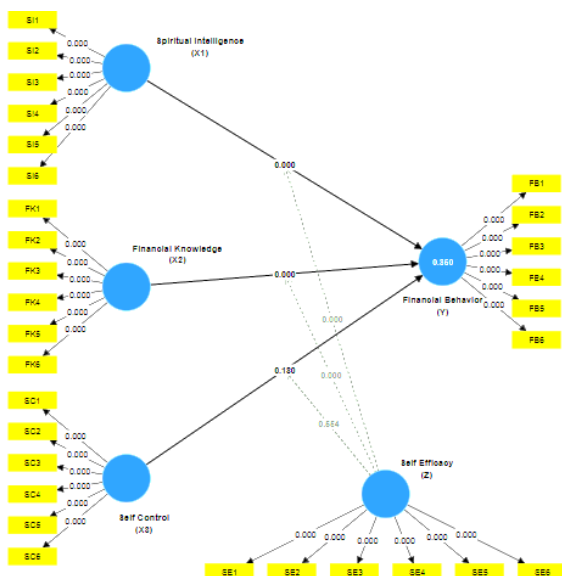 SI1
SI2
SI3
SI4
SI5
SI6
0.000
0.000
0.000
0.000
0.000
0.000
Spiritual Intelligence
(X1)
FK1
FK2
FK3
FK4
FK5
FK6
0.000
0.000
0.000
0.000
0.000
0.000
Financial Knowledge
(X2)
SC1
SC2
SC3
SC4
SC5
SC6
0.000
0.000
0.000
0.000
0.000
0.000
Self Control
(X3)
0.000
0.000
0.180
0.000
0.000
0.554
0.850
Financial Behavior
(Y)
0.000
0.000
0.000
0.000
0.000
0.000
FB1
FB2
FB3
FB4
FB5
FB6
Self Efficacy
(Z)
0.000
0.000
0.000
0.000
0.000
0.000
SE1
SE2
SE3
SE4
SE5
SE6